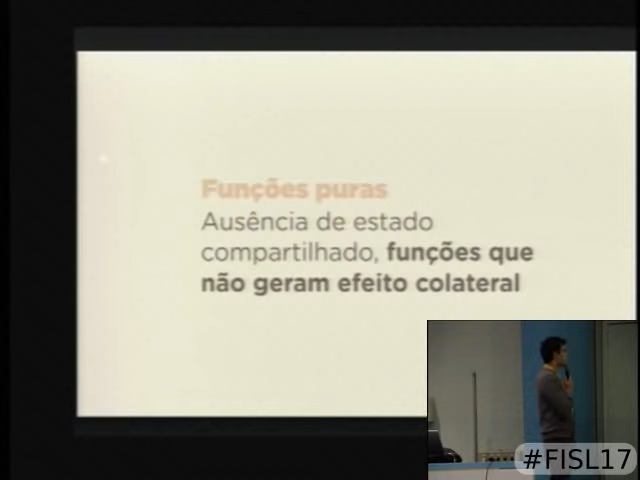 Funções puras
Ausência de estado
compartilhado, funções que
não geram efeito colateral
#FISL17